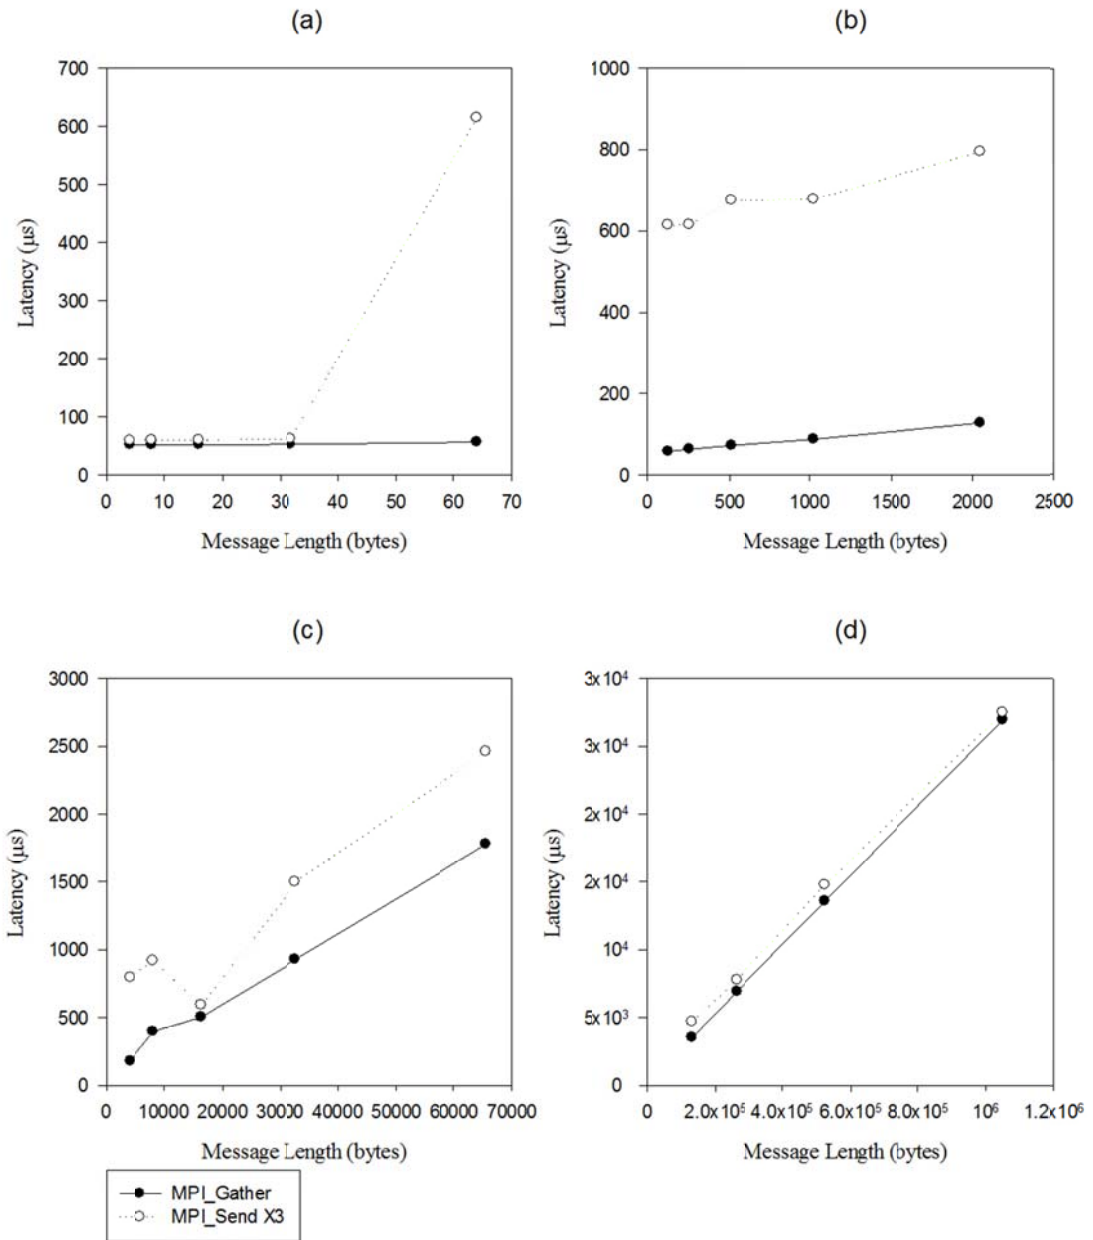 (a)
700
600
500
400
300
200
100
0
Latency (μs)
0 10 20 30 40 50 60 70
Message Length (bytes)
(b)
1000
800
600
400
200
0
Latency (μs)
0 500 1000 1500 2000 2500
Message Length (bytes)
(c)
3000
2500
2000
1500
1000
500
0
Latency (μs)
0 10000 20000 30000 40000 50000 60000 70000
Message Length (bytes)
(d)
3x10⁴
3x10⁴
2x10⁴
2x10⁴
10⁴
5x10³
0
Latency (μs)
0 2.0x10⁵ 4.0x10⁵ 6.0x10⁵ 8.0x10⁵ 10⁶ 1.2x10⁶
Message Length (bytes)
MPI_Gather
MPI_Send X3